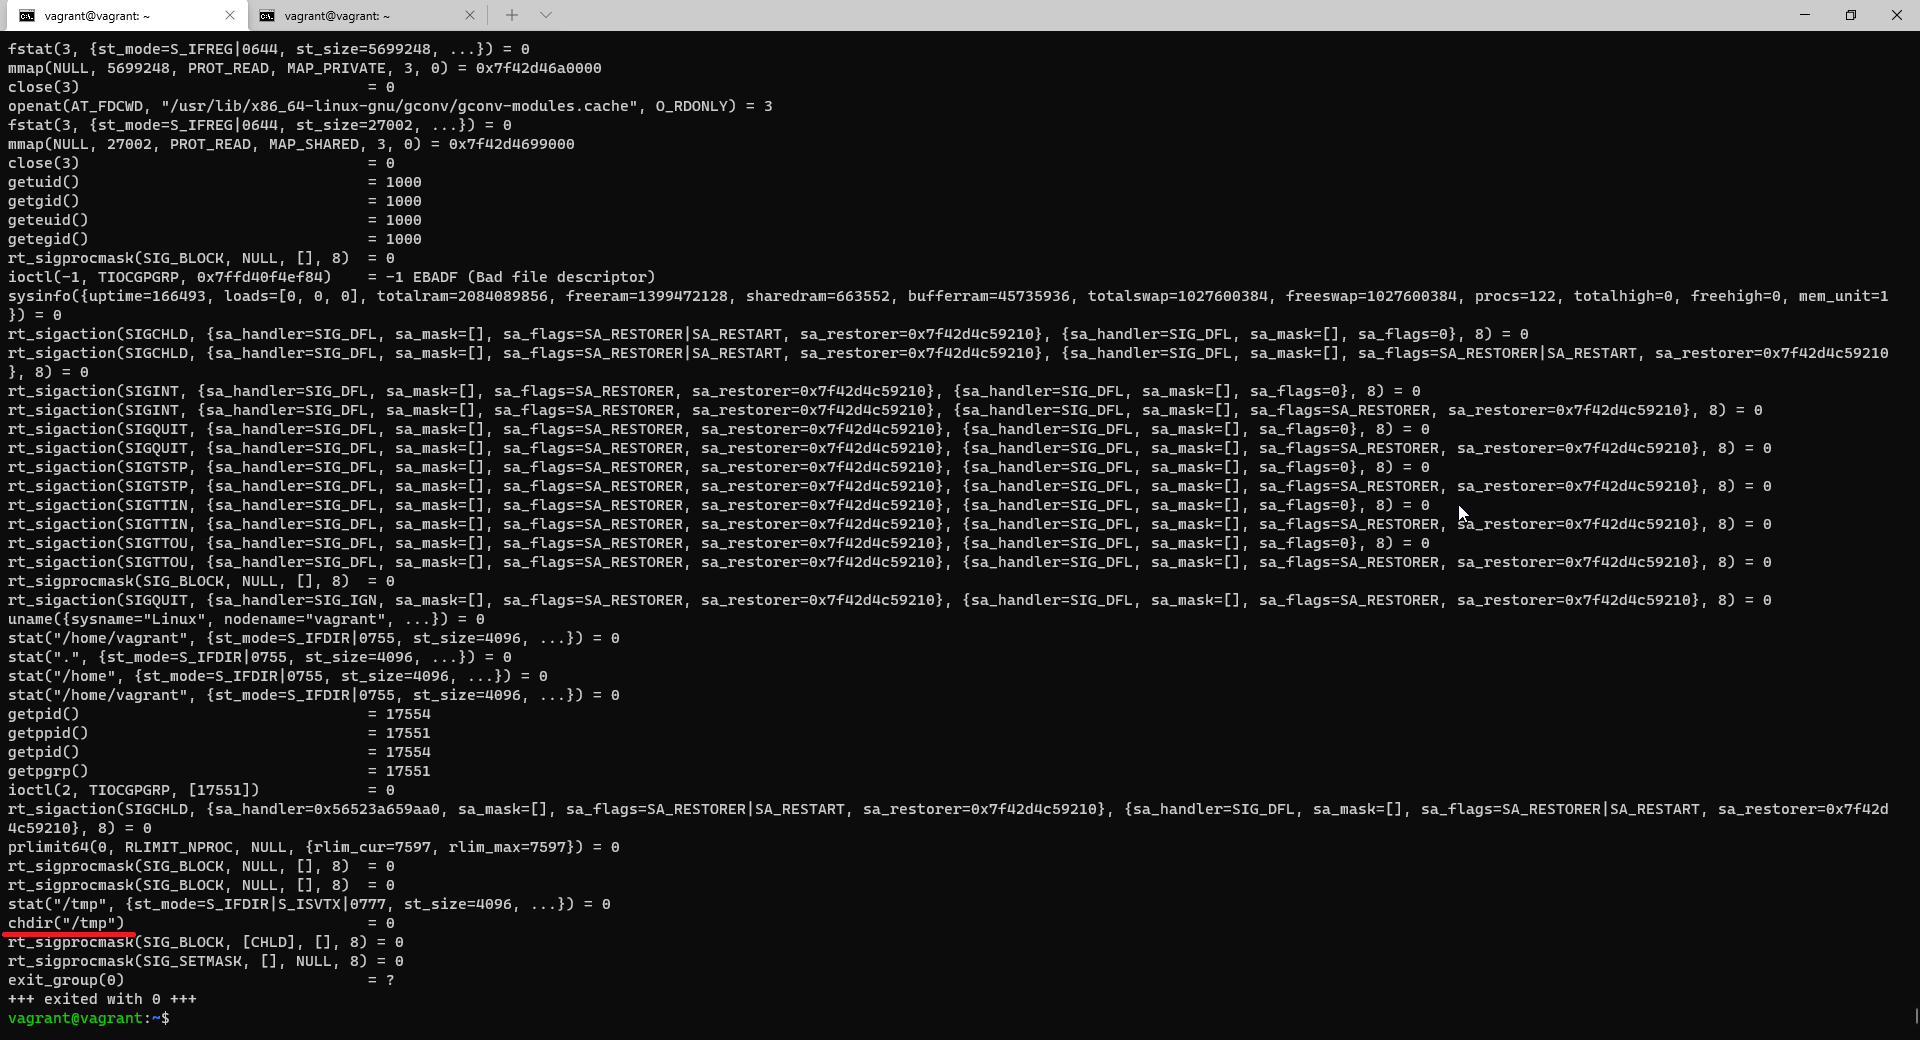 vagrant@vagrant: ~
vagrant@vagrant: ~
fstat(3, {st_mode=S_IFREG|0644, st_size=5699248, ...}) = 0
mmap(NULL, 5699248, PROT_READ, MAP_PRIVATE, 3, 0) = 0x7f42d46a0000
close(3)                                = 0
openat(AT_FDCWD, "/usr/lib/x86_64-linux-gnu/gconv/gconv-modules.cache", O_RDONLY) = 3
fstat(3, {st_mode=S_IFREG|0644, st_size=27002, ...}) = 0
mmap(NULL, 27002, PROT_READ, MAP_SHARED, 3, 0) = 0x7f42d4699000
close(3)                                = 0
getuid()                                = 1000
getgid()                                = 1000
geteuid()                               = 1000
getegid()                               = 1000
rt_sigprocmask(SIG_BLOCK, NULL, [], 8)  = 0
ioctl(-1, TIOCGPGRP, 0x7ffd40f4ef84)    = -1 EBADF (Bad file descriptor)
sysinfo({uptime=166493, loads=[0, 0, 0], totalram=2084089856, freeram=1399472128, sharedram=663552, bufferram=45735936, totalswap=1027600384, freeswap=1027600384, procs=122, totalhigh=0, freehigh=0, mem_unit=1
}) = 0
rt_sigaction(SIGCHLD, {sa_handler=SIG_DFL, sa_mask=[], sa_flags=SA_RESTORER|SA_RESTART, sa_restorer=0x7f42d4c59210}, {sa_handler=SIG_DFL, sa_mask=[], sa_flags=0}, 8) = 0
rt_sigaction(SIGCHLD, {sa_handler=SIG_DFL, sa_mask=[], sa_flags=SA_RESTORER|SA_RESTART, sa_restorer=0x7f42d4c59210}, {sa_handler=SIG_DFL, sa_mask=[], sa_flags=SA_RESTORER|SA_RESTART, sa_restorer=0x7f42d4c59210
}, 8) = 0
rt_sigaction(SIGINT, {sa_handler=SIG_DFL, sa_mask=[], sa_flags=SA_RESTORER, sa_restorer=0x7f42d4c59210}, {sa_handler=SIG_DFL, sa_mask=[], sa_flags=0}, 8) = 0
rt_sigaction(SIGINT, {sa_handler=SIG_DFL, sa_mask=[], sa_flags=SA_RESTORER, sa_restorer=0x7f42d4c59210}, {sa_handler=SIG_DFL, sa_mask=[], sa_flags=SA_RESTORER, sa_restorer=0x7f42d4c59210}, 8) = 0
rt_sigaction(SIGQUIT, {sa_handler=SIG_DFL, sa_mask=[], sa_flags=SA_RESTORER, sa_restorer=0x7f42d4c59210}, {sa_handler=SIG_DFL, sa_mask=[], sa_flags=0}, 8) = 0
rt_sigaction(SIGQUIT, {sa_handler=SIG_DFL, sa_mask=[], sa_flags=SA_RESTORER, sa_restorer=0x7f42d4c59210}, {sa_handler=SIG_DFL, sa_mask=[], sa_flags=SA_RESTORER, sa_restorer=0x7f42d4c59210}, 8) = 0
rt_sigaction(SIGTSTP, {sa_handler=SIG_DFL, sa_mask=[], sa_flags=SA_RESTORER, sa_restorer=0x7f42d4c59210}, {sa_handler=SIG_DFL, sa_mask=[], sa_flags=0}, 8) = 0
rt_sigaction(SIGTSTP, {sa_handler=SIG_DFL, sa_mask=[], sa_flags=SA_RESTORER, sa_restorer=0x7f42d4c59210}, {sa_handler=SIG_DFL, sa_mask=[], sa_flags=SA_RESTORER, sa_restorer=0x7f42d4c59210}, 8) = 0
rt_sigaction(SIGTTIN, {sa_handler=SIG_DFL, sa_mask=[], sa_flags=SA_RESTORER, sa_restorer=0x7f42d4c59210}, {sa_handler=SIG_DFL, sa_mask=[], sa_flags=0}, 8) = 0
rt_sigaction(SIGTTIN, {sa_handler=SIG_DFL, sa_mask=[], sa_flags=SA_RESTORER, sa_restorer=0x7f42d4c59210}, {sa_handler=SIG_DFL, sa_mask=[], sa_flags=SA_RESTORER, sa_restorer=0x7f42d4c59210}, 8) = 0
rt_sigaction(SIGTTOU, {sa_handler=SIG_DFL, sa_mask=[], sa_flags=SA_RESTORER, sa_restorer=0x7f42d4c59210}, {sa_handler=SIG_DFL, sa_mask=[], sa_flags=0}, 8) = 0
rt_sigaction(SIGTTOU, {sa_handler=SIG_DFL, sa_mask=[], sa_flags=SA_RESTORER, sa_restorer=0x7f42d4c59210}, {sa_handler=SIG_DFL, sa_mask=[], sa_flags=SA_RESTORER, sa_restorer=0x7f42d4c59210}, 8) = 0
rt_sigprocmask(SIG_BLOCK, NULL, [], 8)  = 0
rt_sigaction(SIGQUIT, {sa_handler=SIG_IGN, sa_mask=[], sa_flags=SA_RESTORER, sa_restorer=0x7f42d4c59210}, {sa_handler=SIG_DFL, sa_mask=[], sa_flags=SA_RESTORER, sa_restorer=0x7f42d4c59210}, 8) = 0
uname({sysname="Linux", nodename="vagrant", ...}) = 0
stat("/home/vagrant", {st_mode=S_IFDIR|0755, st_size=4096, ...}) = 0
stat(".", {st_mode=S_IFDIR|0755, st_size=4096, ...}) = 0
stat("/home", {st_mode=S_IFDIR|0755, st_size=4096, ...}) = 0
stat("/home/vagrant", {st_mode=S_IFDIR|0755, st_size=4096, ...}) = 0
getpid()                                = 17554
getppid()                               = 17551
getpid()                                = 17554
getpgrp()                               = 17551
ioctl(2, TIOCGPGRP, [17551])            = 0
rt_sigaction(SIGCHLD, {sa_handler=0x56523a659aa0, sa_mask=[], sa_flags=SA_RESTORER|SA_RESTART, sa_restorer=0x7f42d4c59210}, {sa_handler=SIG_DFL, sa_mask=[], sa_flags=SA_RESTORER|SA_RESTART, sa_restorer=0x7f42d
4c59210}, 8) = 0
prlimit64(0, RLIMIT_NPROC, NULL, {rlim_cur=7597, rlim_max=7597}) = 0
rt_sigprocmask(SIG_BLOCK, NULL, [], 8)  = 0
rt_sigprocmask(SIG_BLOCK, NULL, [], 8)  = 0
stat("/tmp", {st_mode=S_IFDIR|S_ISVTX|0777, st_size=4096, ...}) = 0
chdir("/tmp")                           = 0
rt_sigprocmask(SIG_BLOCK, [CHLD], [], 8) = 0
rt_sigprocmask(SIG_SETMASK, [], NULL, 8) = 0
exit_group(0)                           = ?
+++ exited with 0 +++
vagrant@vagrant:~$